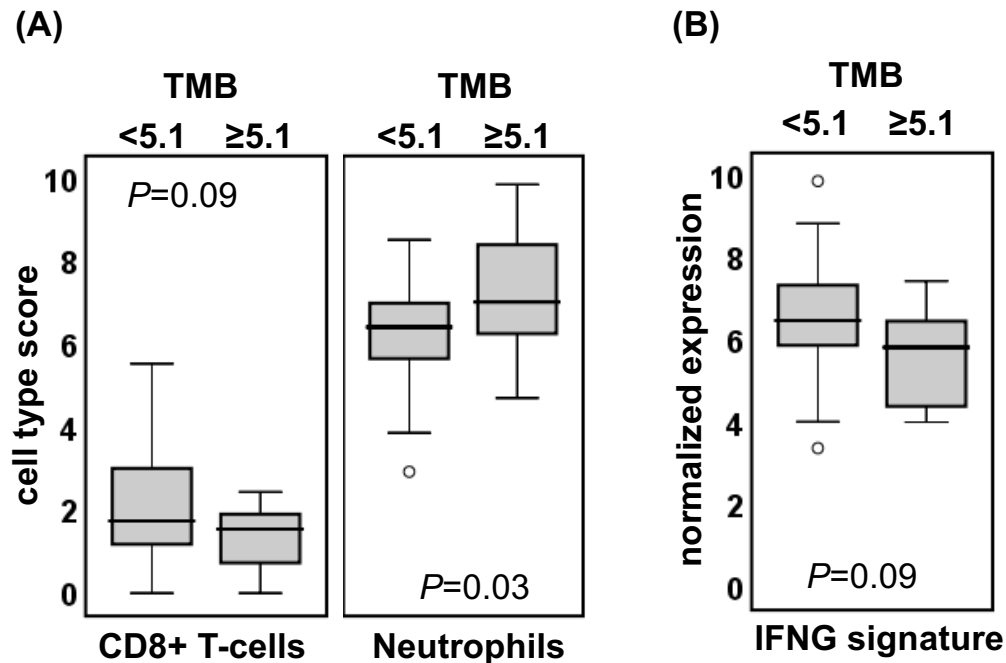 (A)
(B)
TMB
TMB
TMB
<5.1 ≥5.1
<5.1 ≥5.1
<5.1 ≥5.1
cell type score
10
8
6
4
2
0
P=0.09
P=0.03
CD8+ T-cells
Neutrophils
normalized expression
10
8
6
4
2
0
P=0.09
IFNG signature